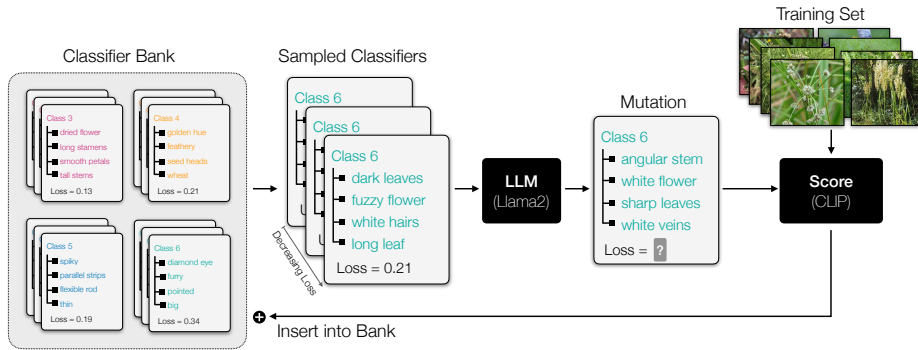 Training Set
Classifier Bank
Sampled Classifiers
Class 3
dried flower
long stamens
smooth petals
tall stems
Loss = 0.13
Class 4
golden hue
feathery
seed heads
wheat
Loss = 0.21
Class 5
spiky
parallel strips
flexible rod
thin
Loss = 0.19
Class 6
diamond eye
furry
pointed
big
Loss = 0.34
Class 6
Class 6
Class 6
dark leaves
fuzzy flower
white hairs
long leaf
Loss = 0.21
Decreasing Loss
LLM
(Llama2)
Mutation
Class 6
angular stem
white flower
sharp leaves
white veins
Loss = ?
Score
(CLIP)
Insert into Bank